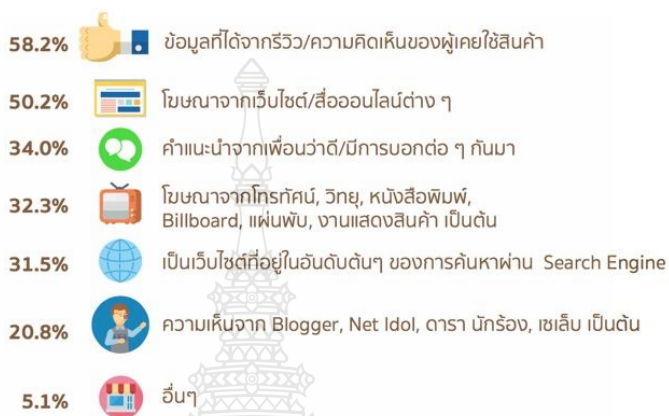 58.2% ข้อมูลที่ได้จากรีวิว/ความคิดเห็นของผู้เคยใช้สินค้า
50.2% โฆษณาจากเว็บไซต์/สื่อออนไลน์ต่าง ๆ
34.0% คำแนะนำจากเพื่อนว่าดี/มีการบอกต่อ ๆ กันมา
32.3% โฆษณาจากโทรทัศน์, วิทยุ, หนังสือพิมพ์,
Billboard, แผ่นพับ, งานแสดงสินค้า เป็นต้น
31.5% เป็นเว็บไซต์ที่อยู่ในอันดับต้นๆ ของการค้นหาผ่าน Search Engine
20.8% ความเห็นจาก Blogger, Net Idol, ดารา นักร้อง, เซเล็บ เป็นต้น
5.1% อื่นๆ